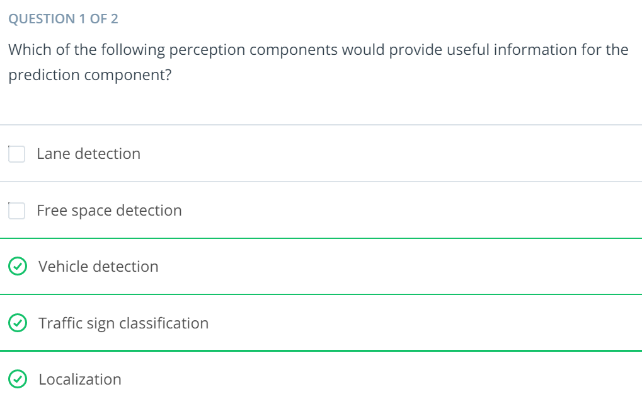 QUESTION 1 OF 2
Which of the following perception components would provide useful information for the
prediction component?
Lane detection
Free space detection
Vehicle detection
Traffic sign classification
Localization